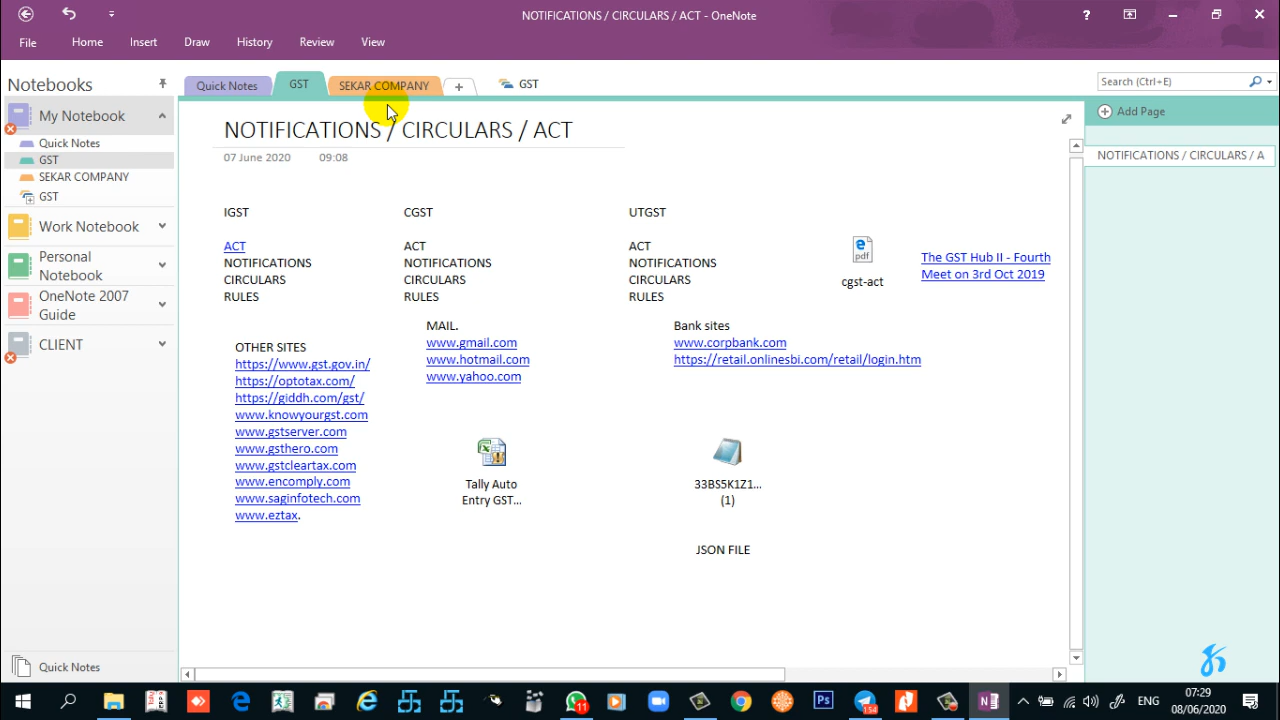 NOTIFICATIONS / CIRCULARS / ACT - OneNote
?
File
Home
Insert
Draw
History
Review
View
Notebooks
Quick Notes
GST
SEKAR COMPANY
+
GST
Search (Ctrl+E)
My Notebook
Quick Notes
GST
SEKAR COMPANY
GST
Work Notebook
Personal
Notebook
OneNote 2007
Guide
CLIENT
Quick Notes
NOTIFICATIONS / CIRCULARS / ACT
07 June 2020 09:08
IGST
ACT
NOTIFICATIONS
CIRCULARS
RULES
CGST
ACT
NOTIFICATIONS
CIRCULARS
RULES
UTGST
ACT
NOTIFICATIONS
CIRCULARS
RULES
pdf
cgst-act
The GST Hub II - Fourth
Meet on 3rd Oct 2019
OTHER SITES
https://www.gst.gov.in/
https://optotax.com/
https://giddh.com/gst/
www.knowyourgst.com
www.gstserver.com
www.gsthero.com
www.gstcleartax.com
www.encomply.com
www.saginfotech.com
www.eztax.
MAIL.
www.gmail.com
www.hotmail.com
www.yahoo.com
Bank sites
www.corpbank.com
https://retail.onlinesbi.com/retail/login.htm
Tally Auto
Entry GST...
33BS5K1Z1...
(1)
JSON FILE
Add Page
NOTIFICATIONS / CIRCULARS / A
11
Ps
154
ENG
07:29
08/06/2020